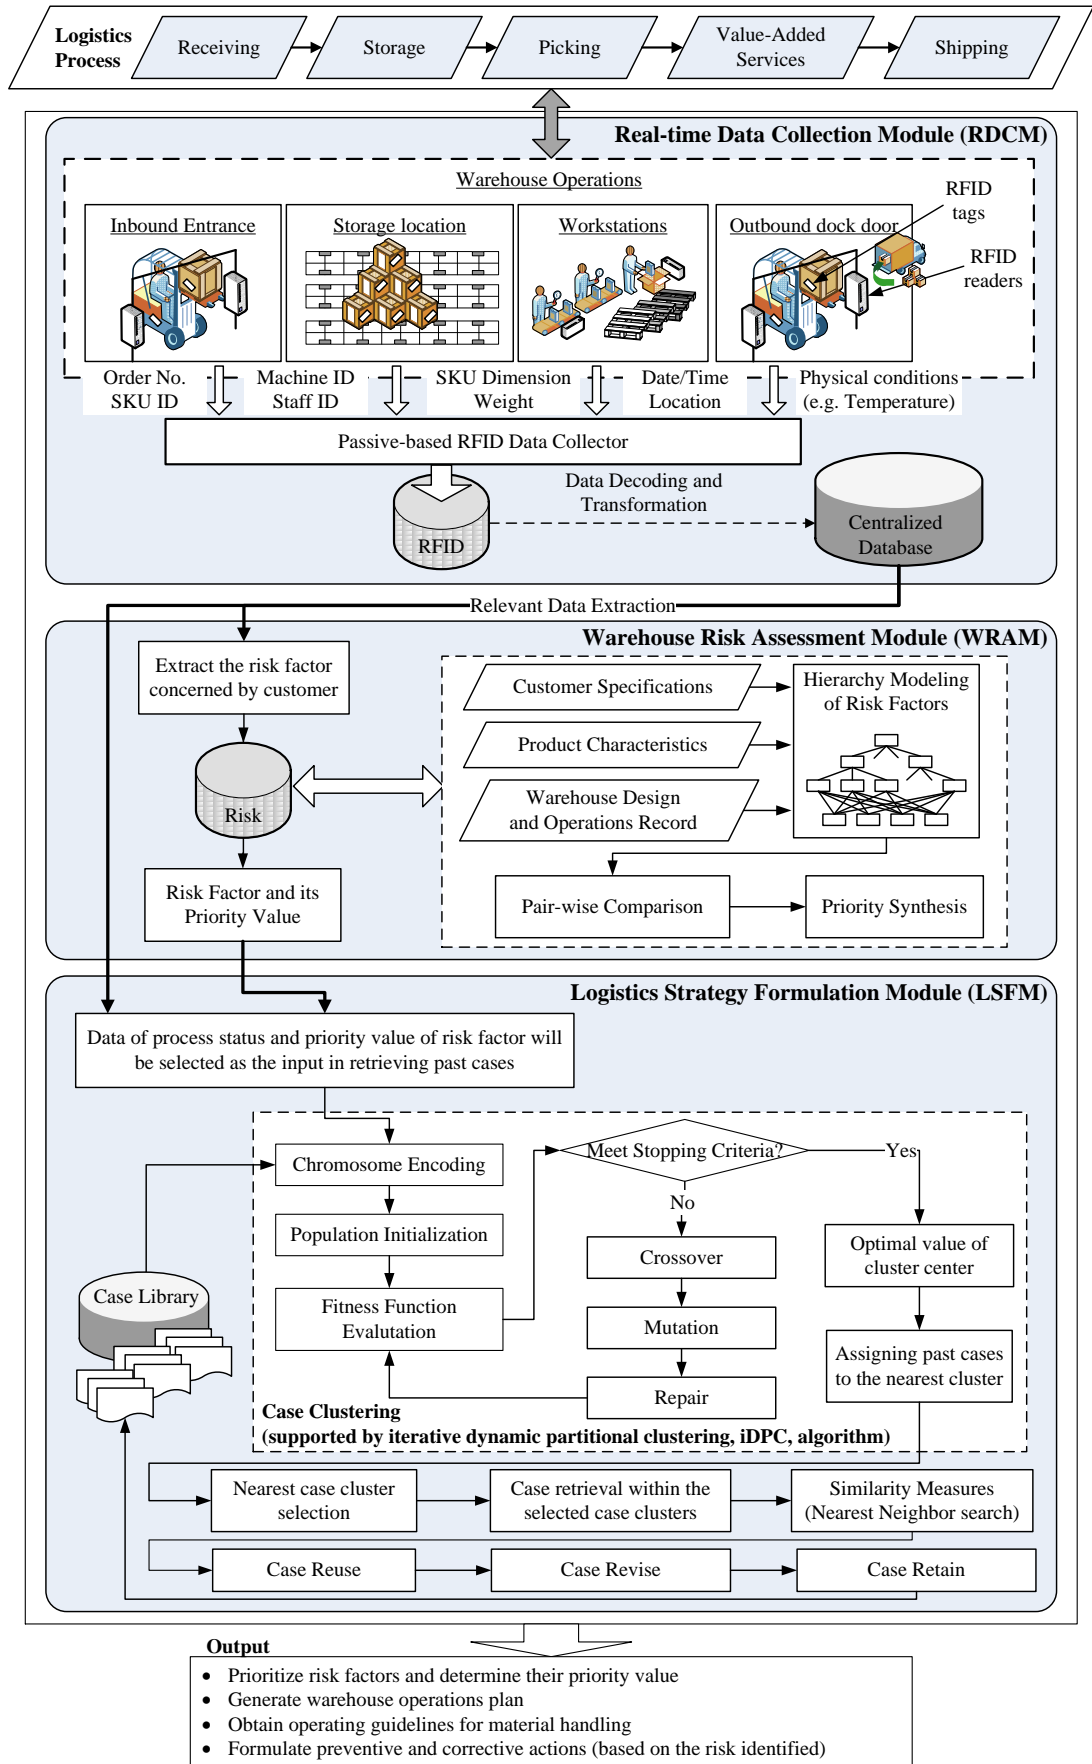 Logistics
Process
Receiving
Storage
Picking
Value-Added
Services
Shipping
Real-time Data Collection Module (RDCM)
Warehouse Operations
Inbound Entrance
Storage location
Workstations
Outbound dock door
RFID
tags
RFID
readers
Order No.
SKU ID
Machine ID
Staff ID
SKU Dimension
Weight
Date/Time
Location
Physical conditions
(e.g. Temperature)
Passive-based RFID Data Collector
RFID
Data Decoding and
Transformation
Centralized
Database
Relevant Data Extraction
Warehouse Risk Assessment Module (WRAM)
Extract the risk factor
concerned by customer
Risk
Risk Factor and its
Priority Value
Customer Specifications
Product Characteristics
Warehouse Design
and Operations Record
Hierarchy Modeling
of Risk Factors
Pair-wise Comparison
Priority Synthesis
Logistics Strategy Formulation Module (LSFM)
Data of process status and priority value of risk factor will
be selected as the input in retrieving past cases
Chromosome Encoding
Population Initialization
Fitness Function
Evalutation
Meet Stopping Criteria?
Yes
No
Crossover
Mutation
Repair
Optimal value of
cluster center
Assigning past cases
to the nearest cluster
Case Library
Case Clustering
(supported by iterative dynamic partitional clustering, iDPC, algorithm)
Nearest case cluster
selection
Case retrieval within the
selected case clusters
Similarity Measures
(Nearest Neighbor search)
Case Reuse
Case Revise
Case Retain
Output
• Prioritize risk factors and determine their priority value
• Generate warehouse operations plan
• Obtain operating guidelines for material handling
• Formulate preventive and corrective actions (based on the risk identified)